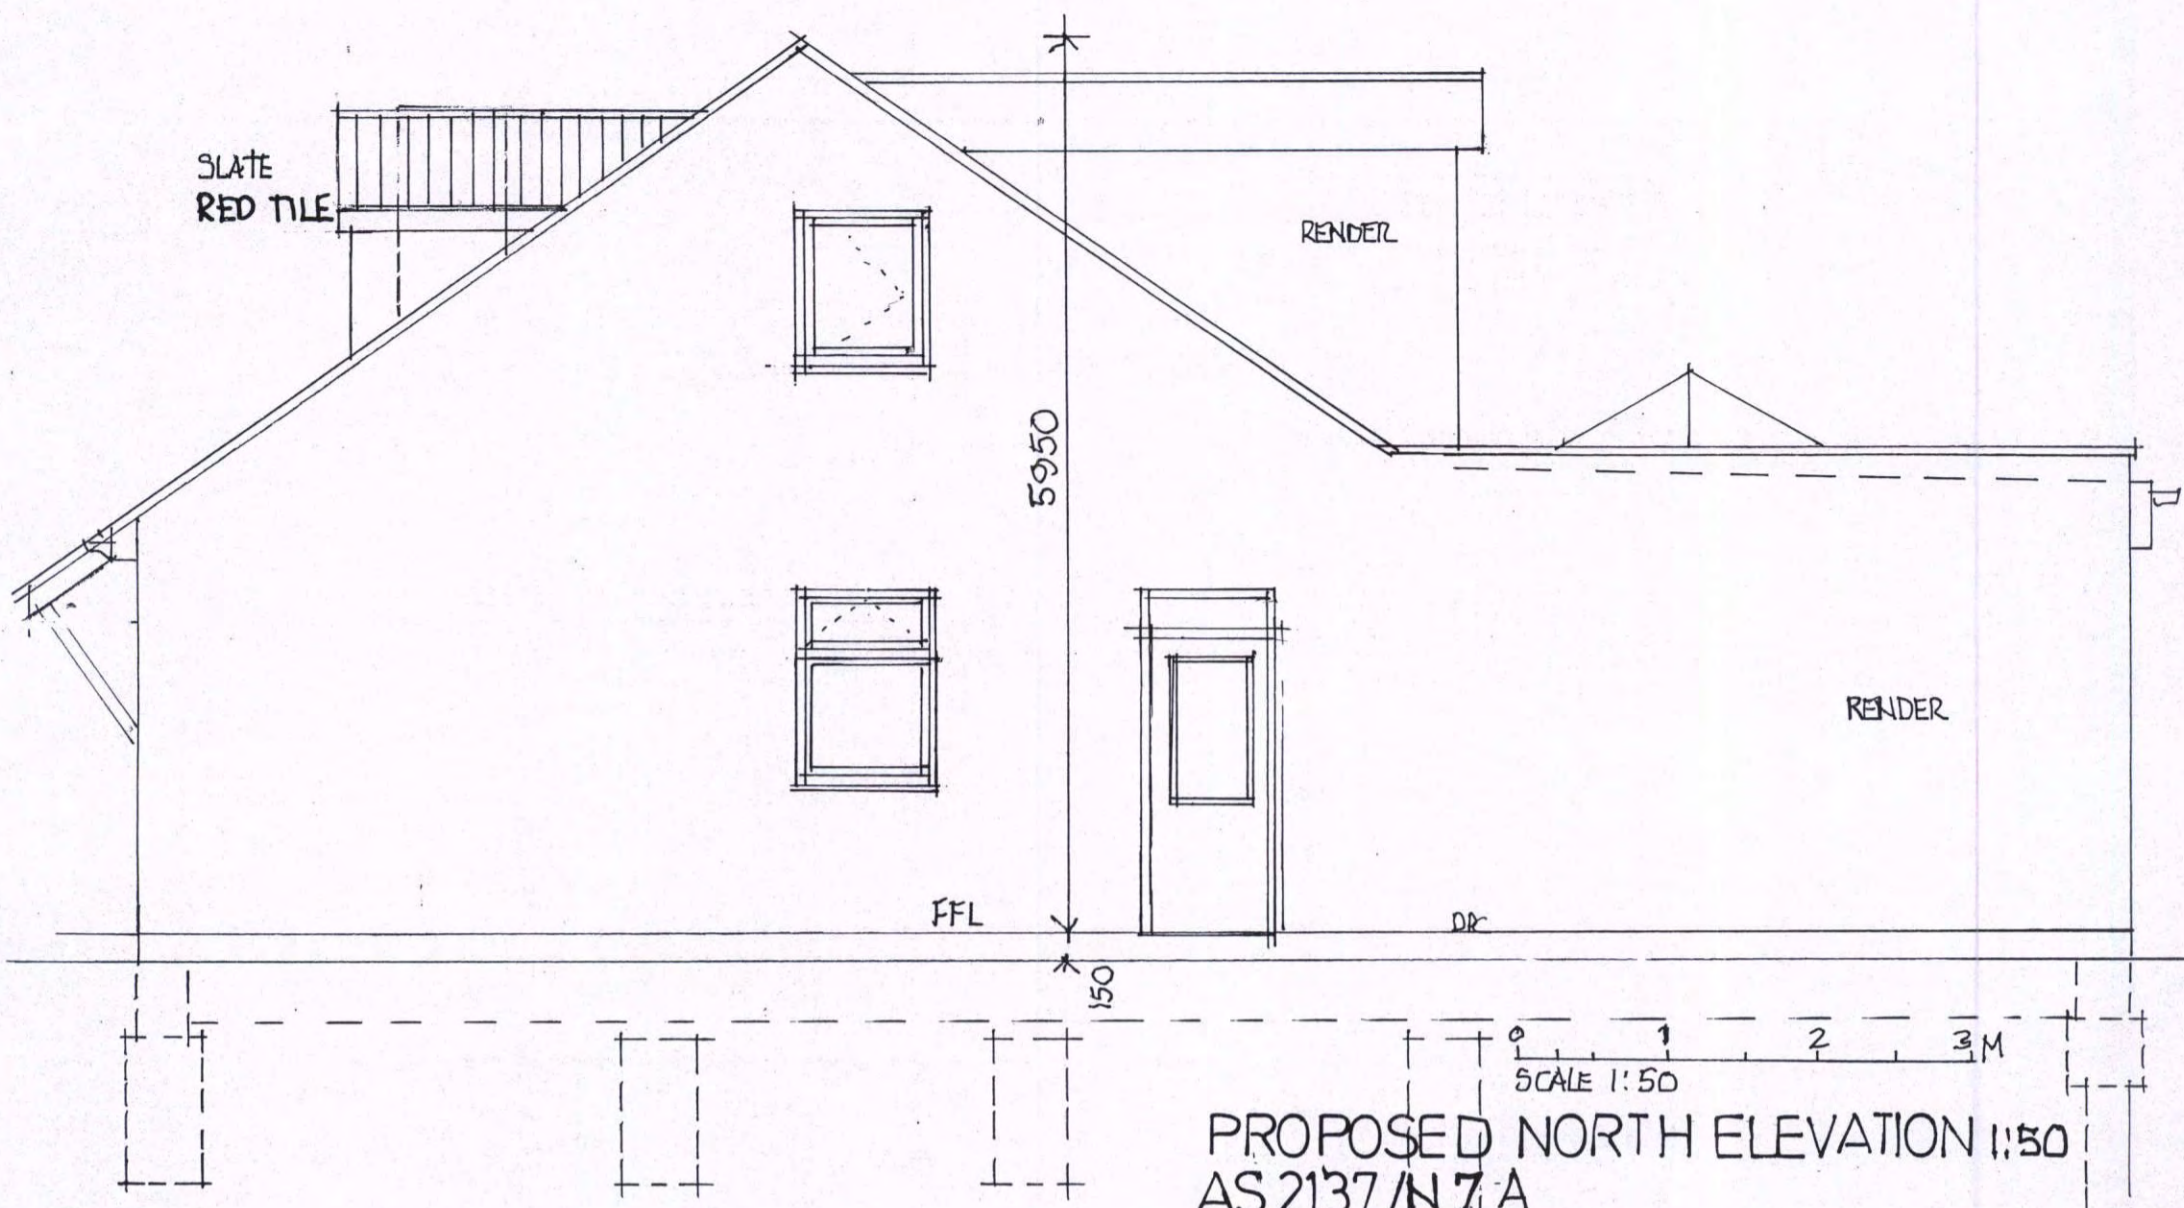 SLATE
RED TILE
RENDER
5950
RENDER
FFL
DPC
150
0 1 2 3 M
SCALE 1:50
PROPOSED NORTH ELEVATION 1:50
AS 2137/N 7 A